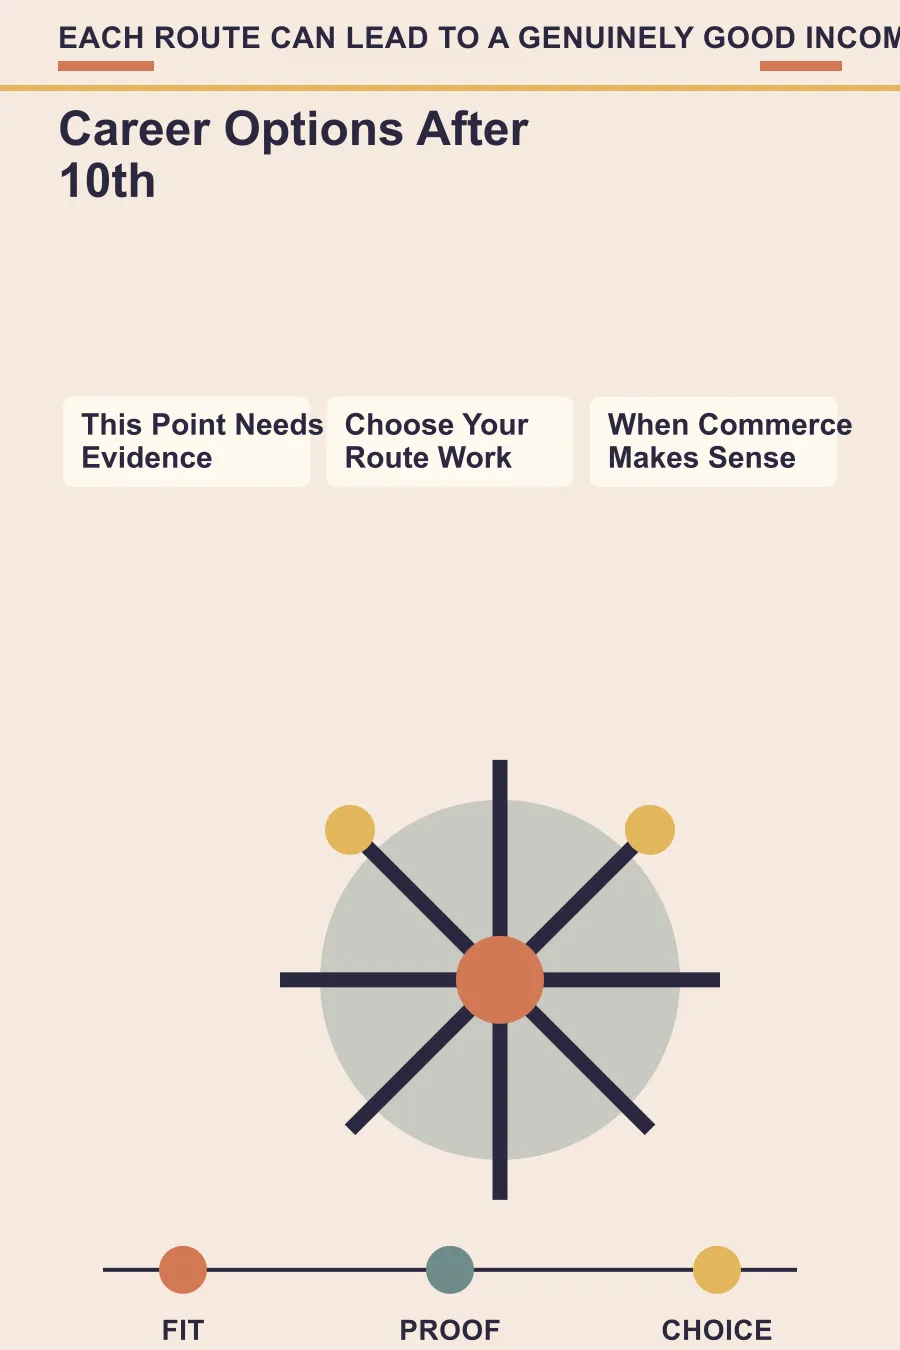 EACH ROUTE CAN LEAD TO A GENUINELY GOOD INCOM
Career Options After
10th
This Point Needs
Evidence
Choose Your
Route Work
When Commerce
Makes Sense
FIT
PROOF
CHOICE